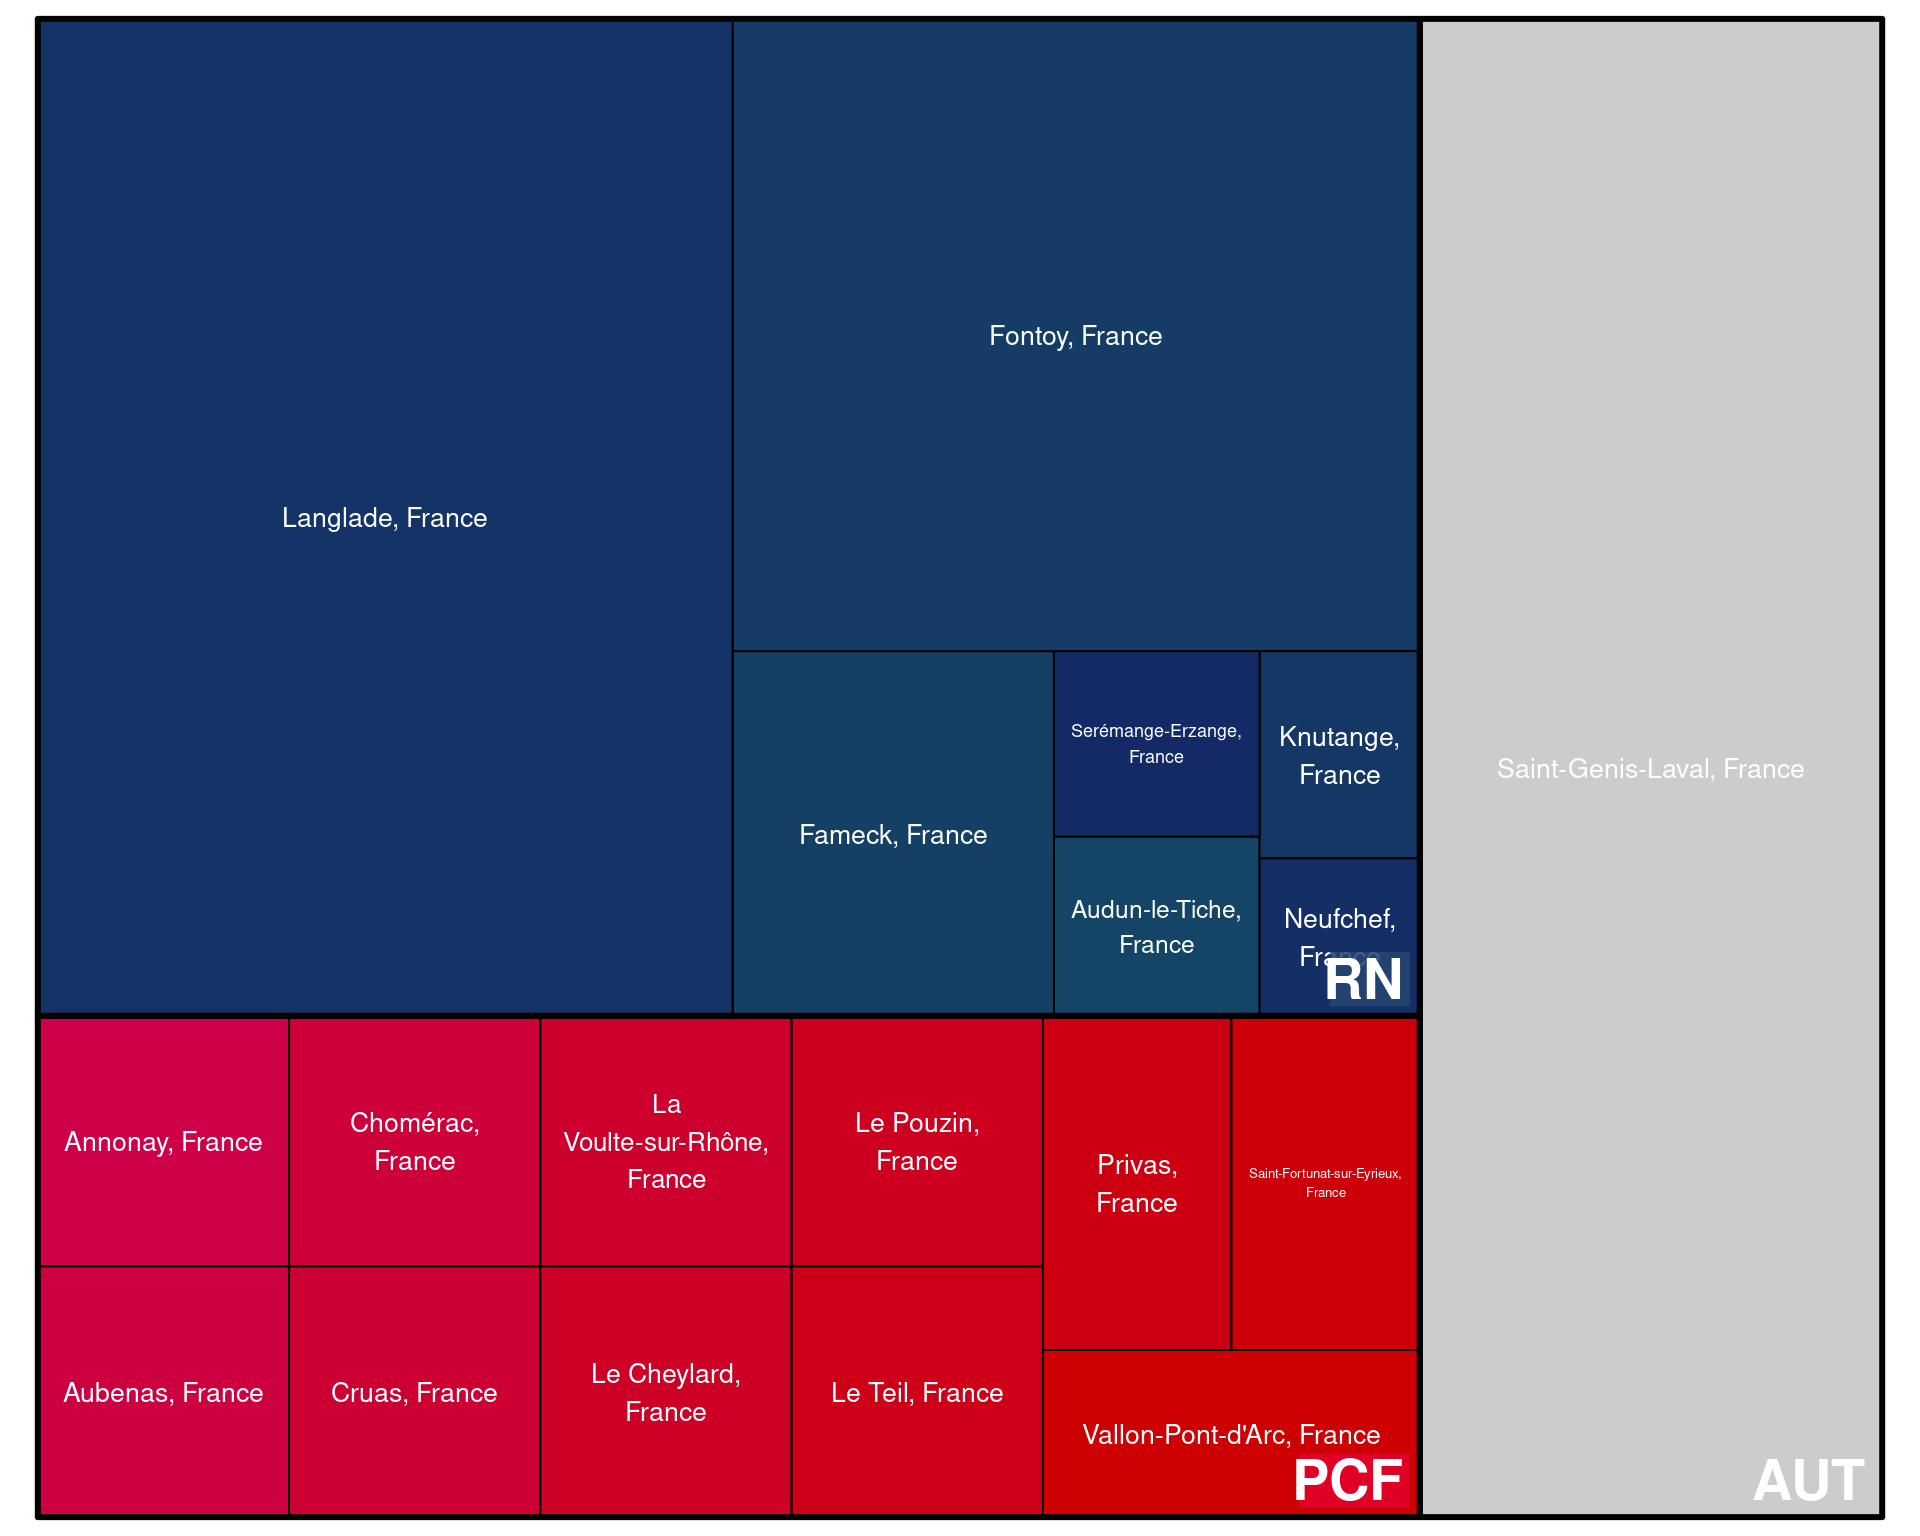 Langlade, France
Fontoy, France
Fameck, France
Serémange-Erzange,
France
Audun-le-Tiche,
France
Knutange,
France
Neufchef,
France
RN
Annonay, France
Chomérac,
France
La
Voulte-sur-Rhône,
France
Le Pouzin,
France
Privas,
France
Saint-Fortunat-sur-Eyrieux,
France
Aubenas, France
Cruas, France
Le Cheylard,
France
Le Teil, France
Vallon-Pont-d'Arc, France
PCF
Saint-Genis-Laval, France
AUT